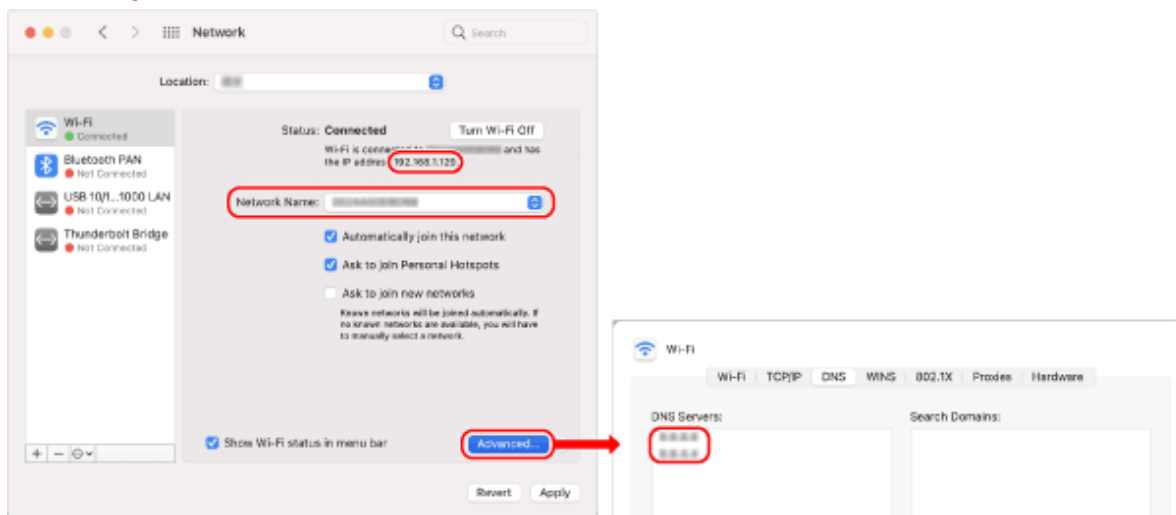 Network
Search
Location:
Wi-Fi
Connected
Bluetooth PAN
Not Connected
USB 10/1...1000 LAN
Not Connected
Thunderbolt Bridge
Not Connected
Status: Connected
Turn Wi-Fi Off
Wi-Fi is connected to and has
the IP address 192.168.1.120.
Network Name:
Automatically join this network
Ask to join Personal Hotspots
Ask to join new networks
Known networks will be joined automatically. If
no known networks are available, you will have
to manually select a network.
Show Wi-Fi status in menu bar
Advanced...
Revert Apply
Wi-Fi
Wi-Fi TCP/IP DNS WINS 802.1X Proxies Hardware
DNS Servers:
Search Domains: